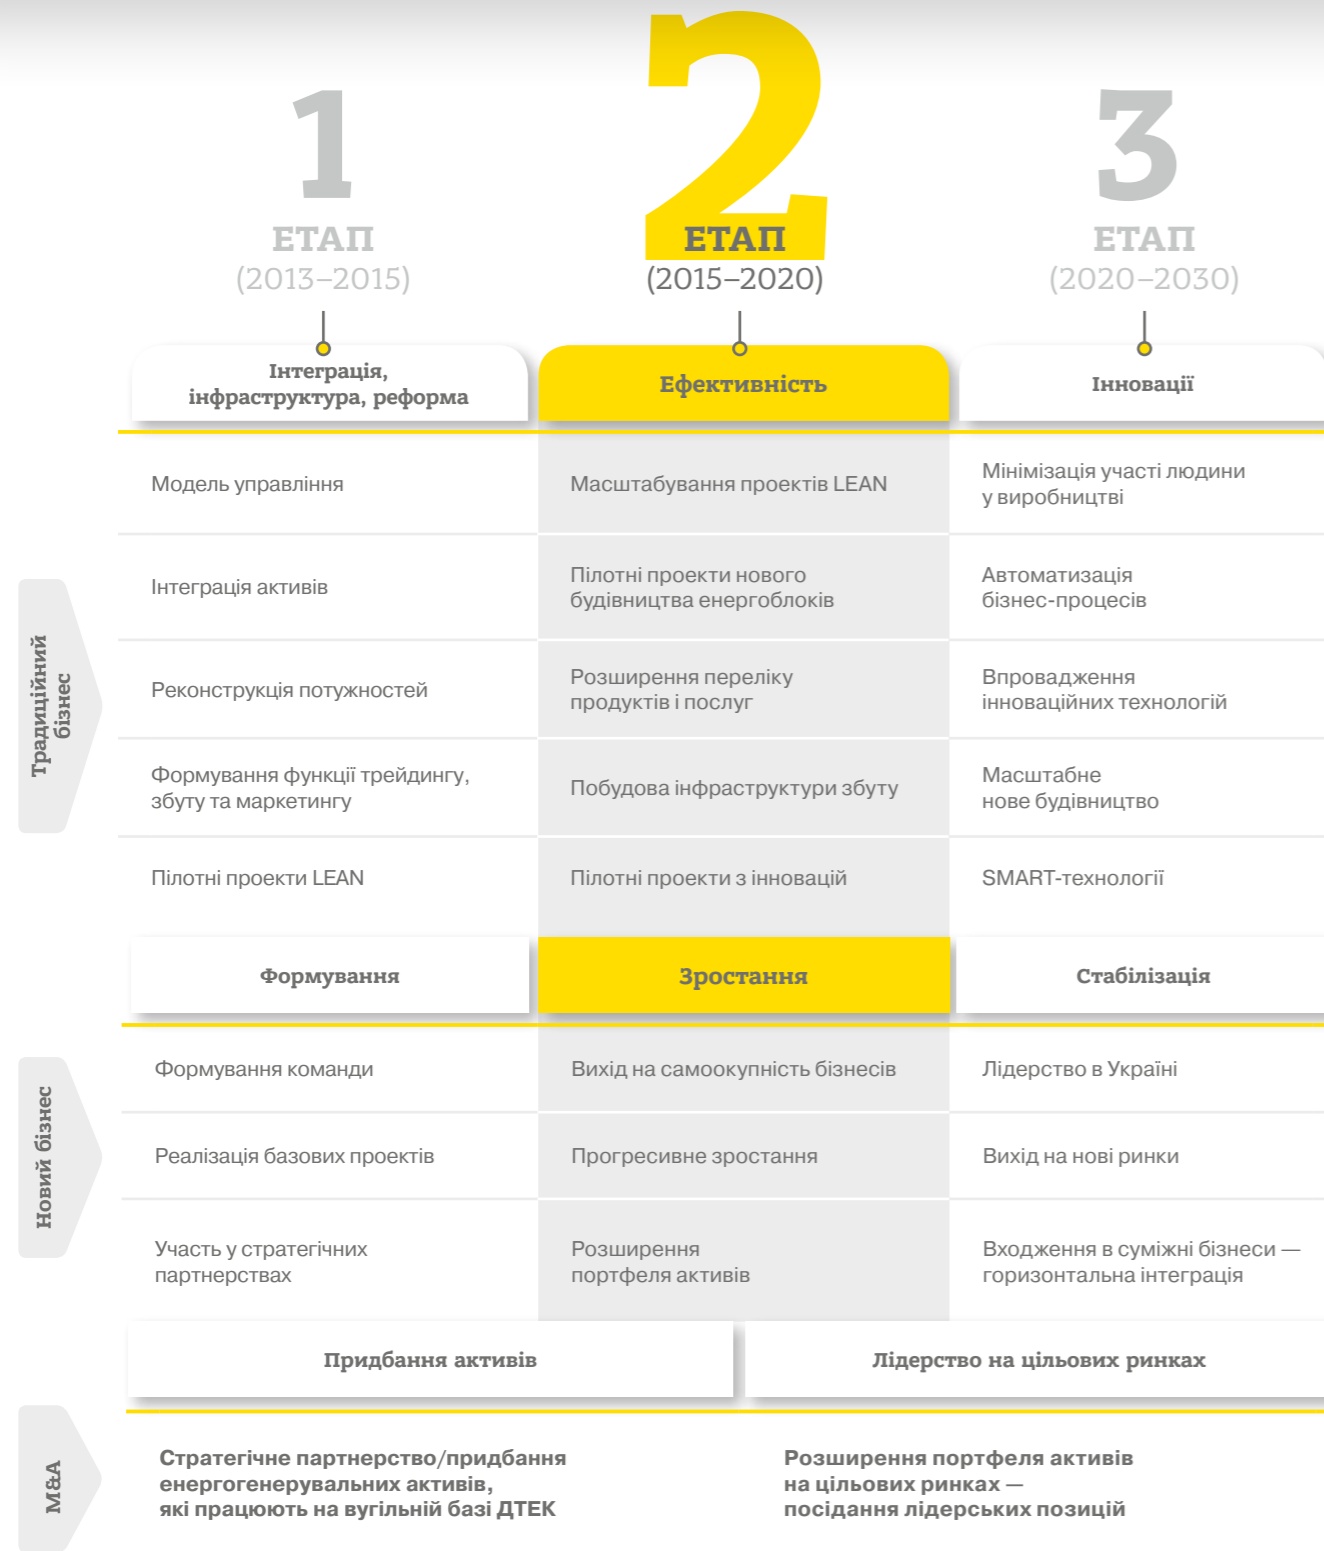 1
2
3
ЕТАП
ЕТАП
ЕТАП
(2013–2015)
(2015–2020)
(2020–2030)
Інтеграція,
інфраструктура, реформа
Ефективність
Інновації
Традиційний
бізнес
Модель управління
Масштабування проектів LEAN
Мінімізація участі людини
у виробництві
Інтеграція активів
Пілотні проекти нового
будівництва енергоблоків
Автоматизація
бізнес-процесів
Реконструкція потужностей
Розширення переліку
продуктів і послуг
Впровадження
інноваційних технологій
Формування функції трейдингу,
збуту та маркетингу
Побудова інфраструктури збуту
Масштабне
нове будівництво
Пілотні проекти LEAN
Пілотні проекти з інновацій
SMART-технології
Формування
Зростання
Стабілізація
Новий бізнес
Формування команди
Вихід на самоокупність бізнесів
Лідерство в Україні
Реалізація базових проектів
Прогресивне зростання
Вихід на нові ринки
Участь у стратегічних
партнерствах
Розширення
портфеля активів
Входження в суміжні бізнеси —
горизонтальна інтеграція
Придбання активів
Лідерство на цільових ринках
M&A
Стратегічне партнерство/придбання
енергогенерувальних активів,
які працюють на вугільній базі ДТЕК
Розширення портфеля активів
на цільових ринках —
посідання лідерських позицій